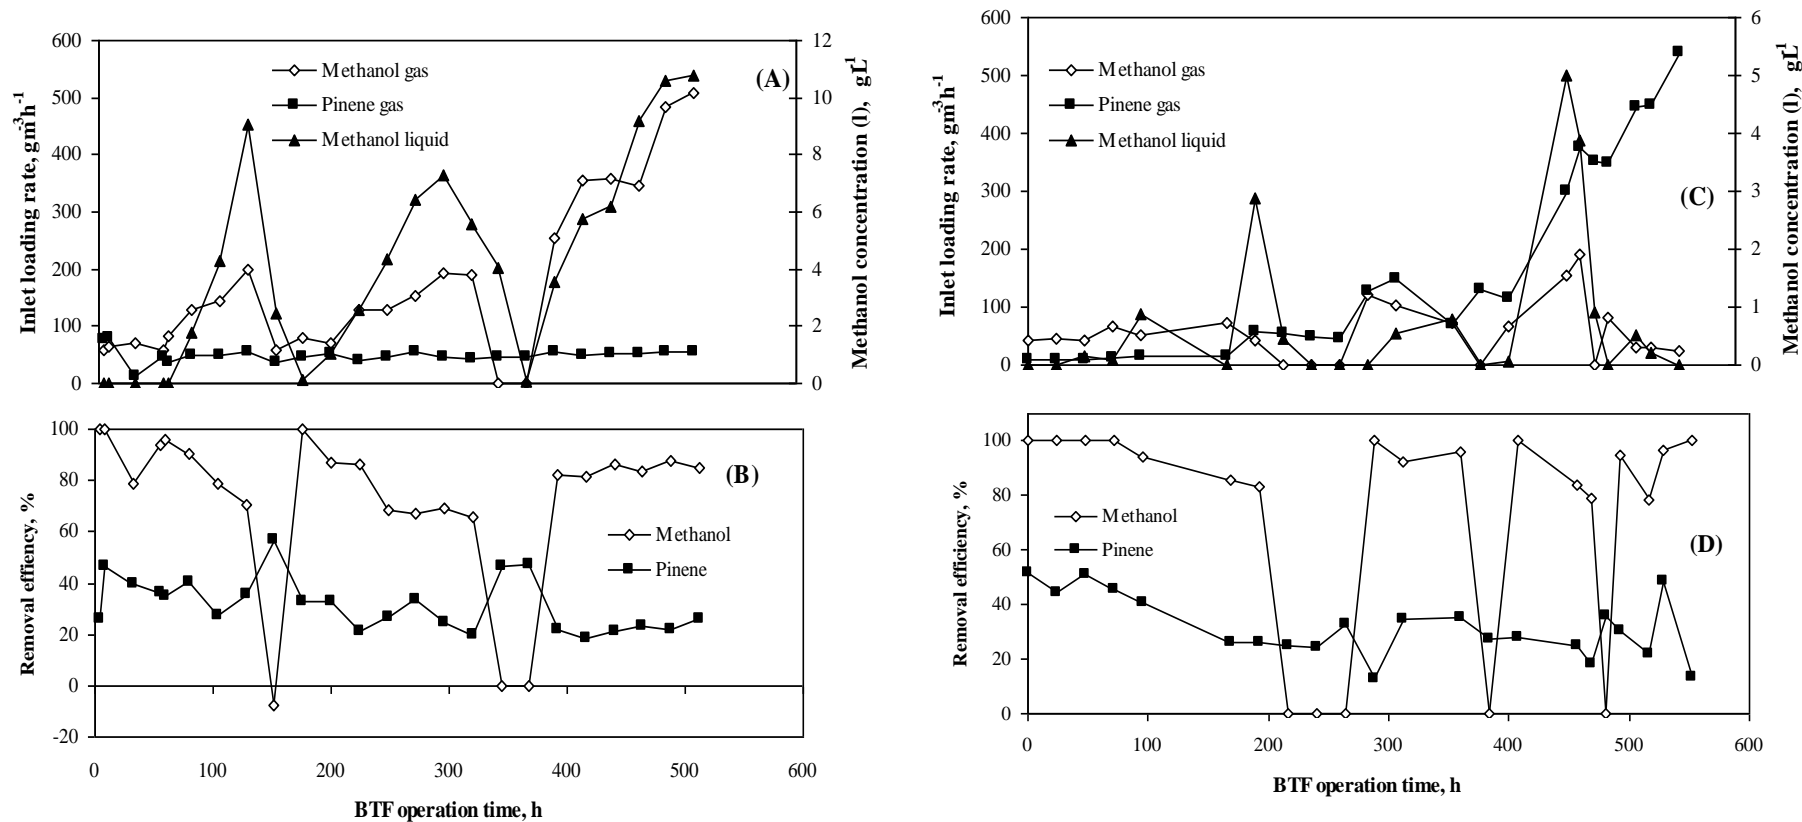 600
500
400
300
200
100
0
Inlet loading rate, gm-3h-1
Methanol gas
Pinene gas
Methanol liquid
(A)
12
10
8
6
4
2
0
Methanol concentration (l), gL-1
100
80
60
40
20
0
-20
Removal effiency, %
(B)
Methanol
Pinene
0 100 200 300 400 500 600
BTF operation time, h
600
500
400
300
200
100
0
Inlet loading rate, gm-3h-1
Methanol gas
Pinene gas
Methanol liquid
(C)
6
5
4
3
2
1
0
Methanol concentration (l), gL-1
100
80
60
40
20
0
Removal efficiency, %
Methanol
Pinene
(D)
0 100 200 300 400 500 600
BTF operation time, h